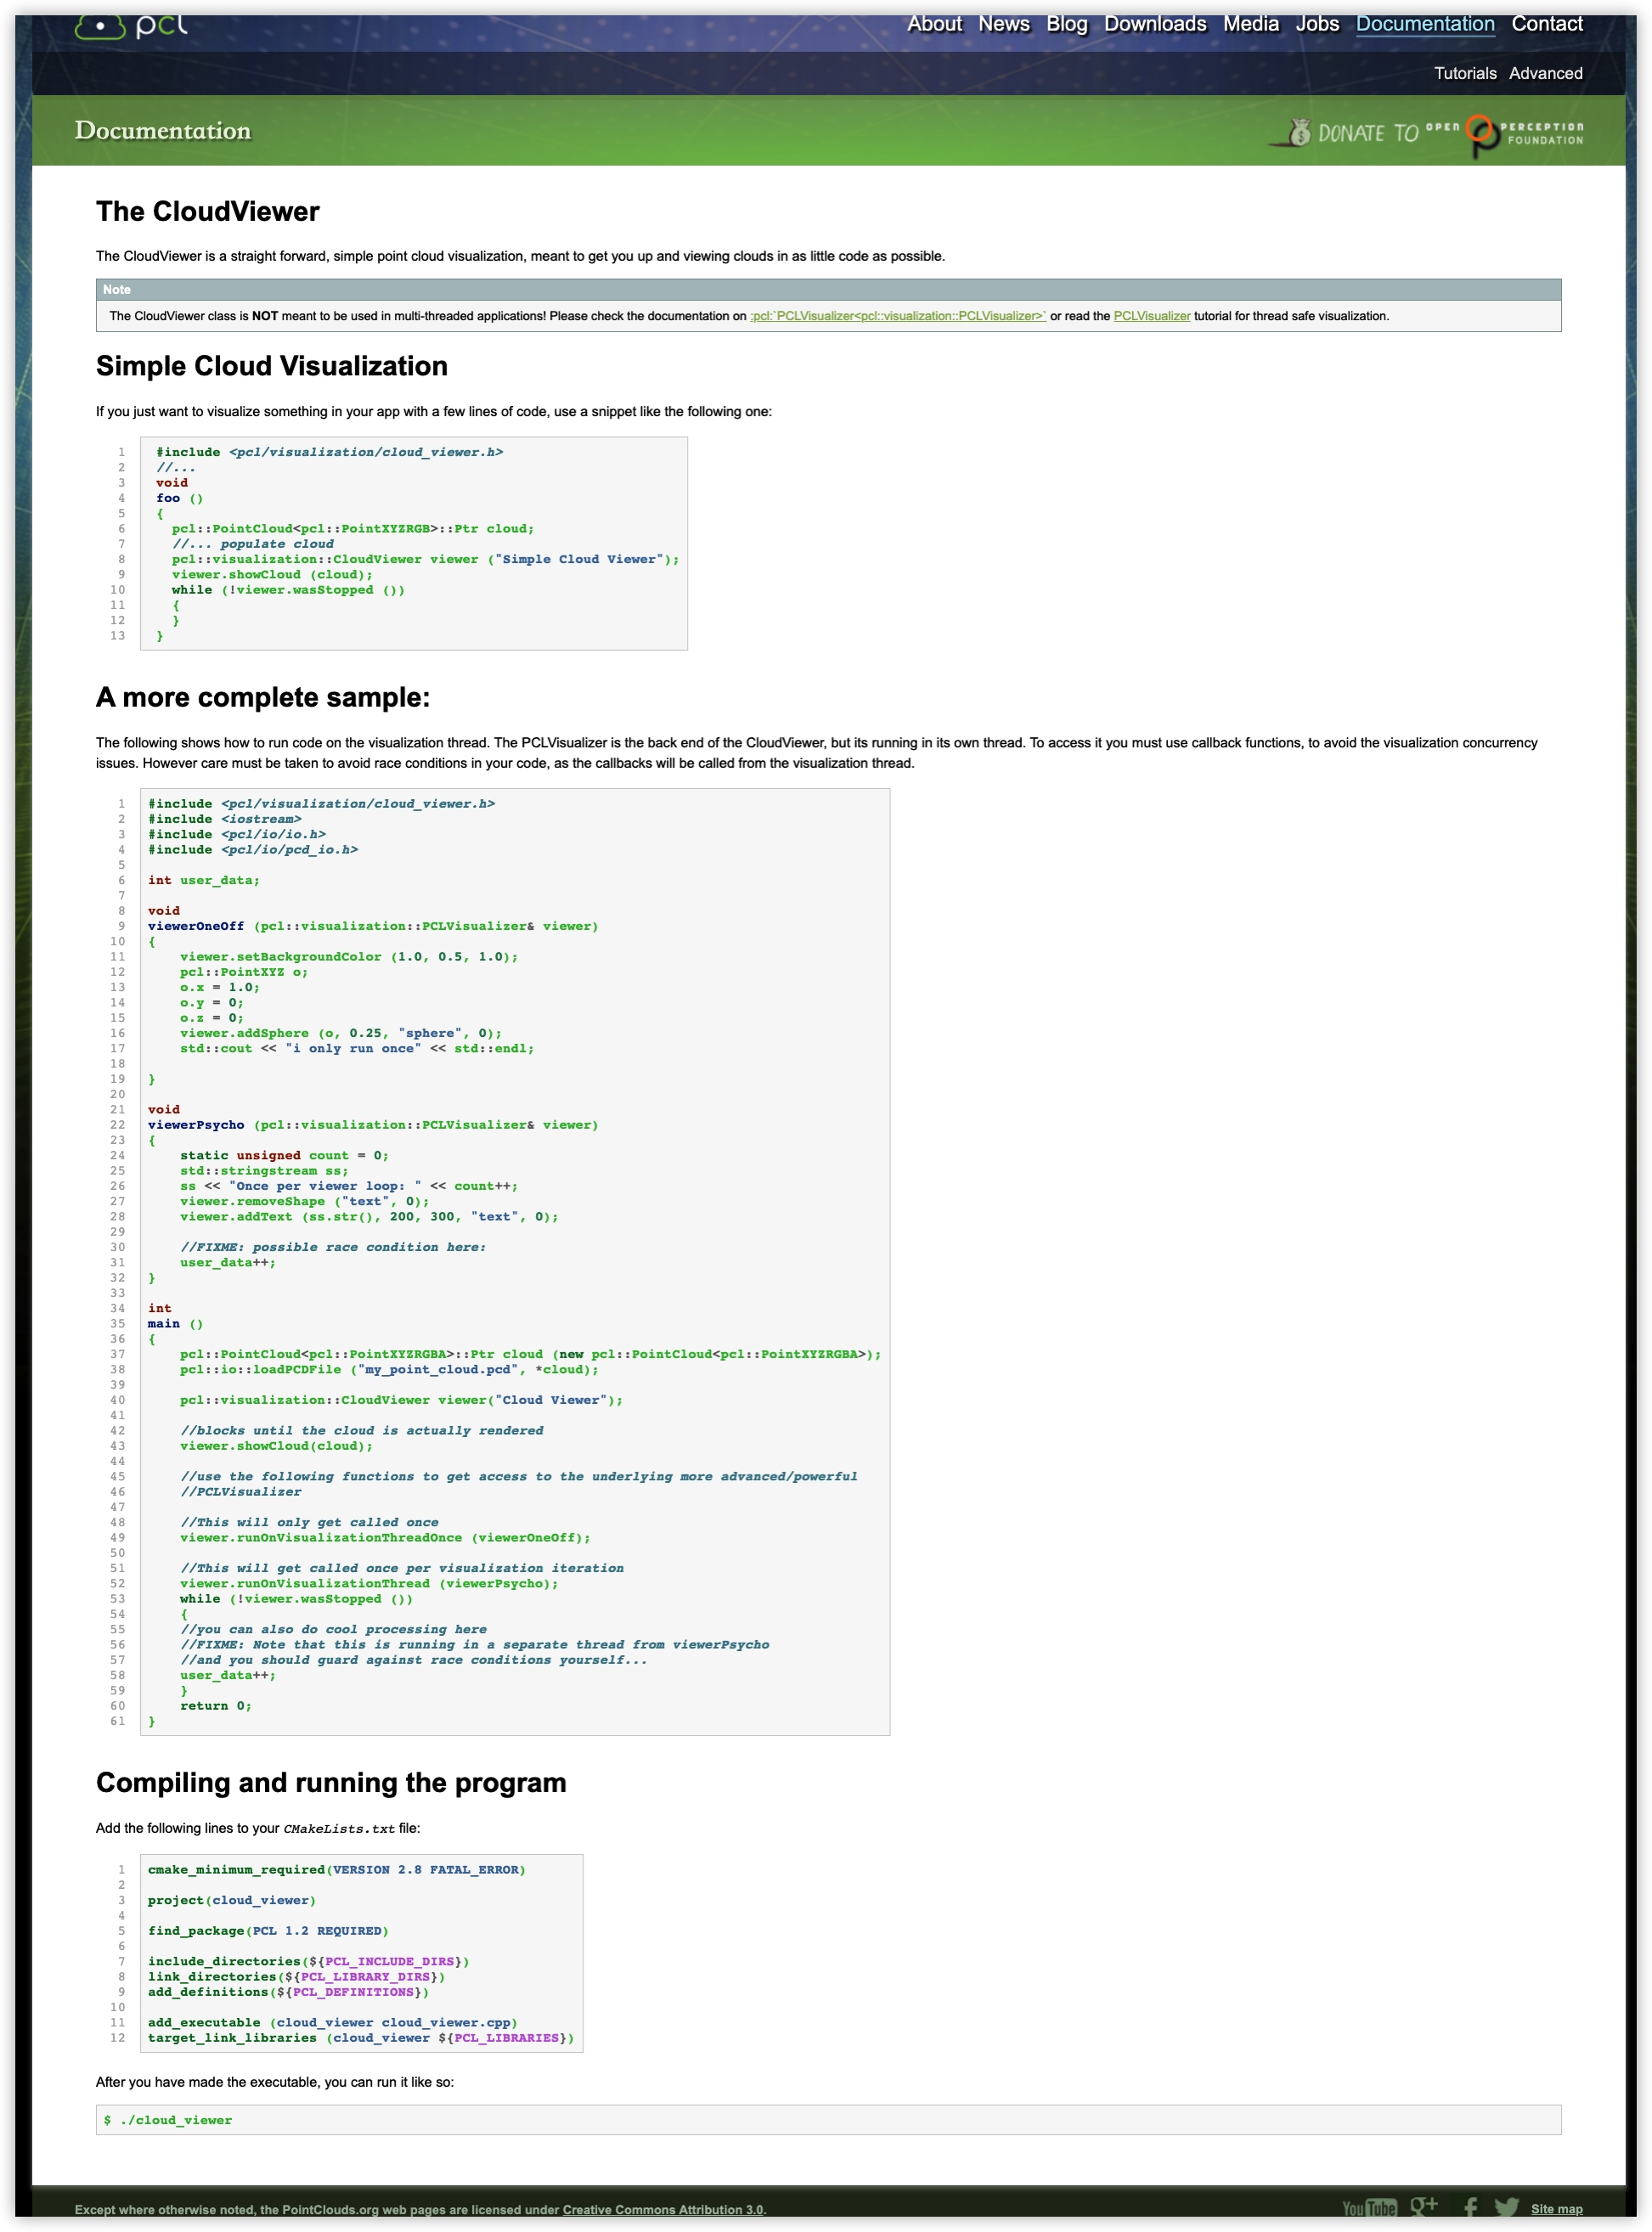 pcl
About News Blog Downloads Media Jobs Documentation Contact
Tutorials Advanced
Documentation
DONATE TO OPEN PERCEPTION FOUNDATION
The CloudViewer
The CloudViewer is a straight forward, simple point cloud visualization, meant to get you up and viewing clouds in as little code as possible.
Note
The CloudViewer class is NOT meant to be used in multi-threaded applications! Please check the documentation on :pcl:`PCLVisualizer<pcl::visualization::PCLVisualizer>` or read the PCLVisualizer tutorial for thread safe visualization.
Simple Cloud Visualization
If you just want to visualize something in your app with a few lines of code, use a snippet like the following one:
1 #include <pcl/visualization/cloud_viewer.h>
2 //...
3 void
4 foo ()
5 {
6   pcl::PointCloud<pcl::PointXYZRGB>::Ptr cloud;
7   //... populate cloud
8   pcl::visualization::CloudViewer viewer ("Simple Cloud Viewer");
9   viewer.showCloud (cloud);
10   while (!viewer.wasStopped ())
11   {
12   }
13 }
A more complete sample:
The following shows how to run code on the visualization thread. The PCLVisualizer is the back end of the CloudViewer, but its running in its own thread. To access it you must use callback functions, to avoid the visualization concurrency
issues. However care must be taken to avoid race conditions in your code, as the callbacks will be called from the visualization thread.
1 #include <pcl/visualization/cloud_viewer.h>
2 #include <iostream>
3 #include <pcl/io/io.h>
4 #include <pcl/io/pcd_io.h>
5
6 int user_data;
7
8 void
9 viewerOneOff (pcl::visualization::PCLVisualizer& viewer)
10 {
11     viewer.setBackgroundColor (1.0, 0.5, 1.0);
12     pcl::PointXYZ o;
13     o.x = 1.0;
14     o.y = 0;
15     o.z = 0;
16     viewer.addSphere (o, 0.25, "sphere", 0);
17     std::cout << "i only run once" << std::endl;
18
19 }
20
21 void
22 viewerPsycho (pcl::visualization::PCLVisualizer& viewer)
23 {
24     static unsigned count = 0;
25     std::stringstream ss;
26     ss << "Once per viewer loop: " << count++;
27     viewer.removeShape ("text", 0);
28     viewer.addText (ss.str(), 200, 300, "text", 0);
29
30     //FIXME: possible race condition here:
31     user_data++;
32 }
33
34 int
35 main ()
36 {
37     pcl::PointCloud<pcl::PointXYZRGBA>::Ptr cloud (new pcl::PointCloud<pcl::PointXYZRGBA>);
38     pcl::io::loadPCDFile ("my_point_cloud.pcd", *cloud);
39
40     pcl::visualization::CloudViewer viewer("Cloud Viewer");
41
42     //blocks until the cloud is actually rendered
43     viewer.showCloud(cloud);
44
45     //use the following functions to get access to the underlying more advanced/powerful
46     //PCLVisualizer
47
48     //This will only get called once
49     viewer.runOnVisualizationThreadOnce (viewerOneOff);
50
51     //This will get called once per visualization iteration
52     viewer.runOnVisualizationThread (viewerPsycho);
53     while (!viewer.wasStopped ())
54     {
55     //you can also do cool processing here
56     //FIXME: Note that this is running in a separate thread from viewerPsycho
57     //and you should guard against race conditions yourself...
58     user_data++;
59     }
60     return 0;
61 }
Compiling and running the program
Add the following lines to your CMakeLists.txt file:
1 cmake_minimum_required(VERSION 2.8 FATAL_ERROR)
2
3 project(cloud_viewer)
4
5 find_package(PCL 1.2 REQUIRED)
6
7 include_directories(${PCL_INCLUDE_DIRS})
8 link_directories(${PCL_LIBRARY_DIRS})
9 add_definitions(${PCL_DEFINITIONS})
10
11 add_executable (cloud_viewer cloud_viewer.cpp)
12 target_link_libraries (cloud_viewer ${PCL_LIBRARIES})
After you have made the executable, you can run it like so:
$ ./cloud_viewer
Except where otherwise noted, the PointClouds.org web pages are licensed under Creative Commons Attribution 3.0.
YouTube g+ f Site map